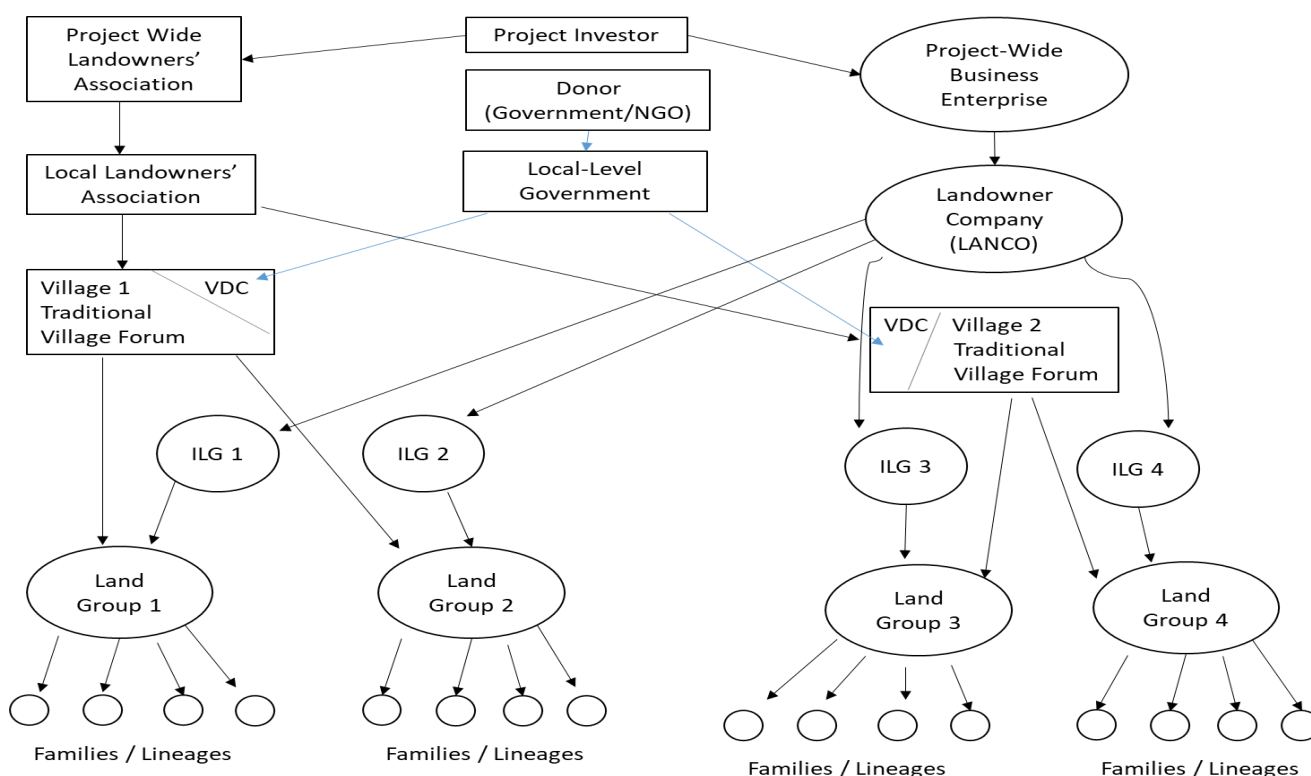 Project Wide
Landowners’
Association
Project Investor
Project-Wide
Business
Enterprise
Donor
(Government/NGO)
Local Landowners’
Association
Local-Level
Government
Landowner
Company
(LANCO)
Village 1
Traditional
Village Forum
VDC
VDC
Village 2
Traditional
Village Forum
ILG 1
ILG 2
ILG 3
ILG 4
Land
Group 1
Land
Group 2
Land
Group 3
Land
Group 4
Families / Lineages
Families / Lineages
Families / Lineages
Families / Lineages